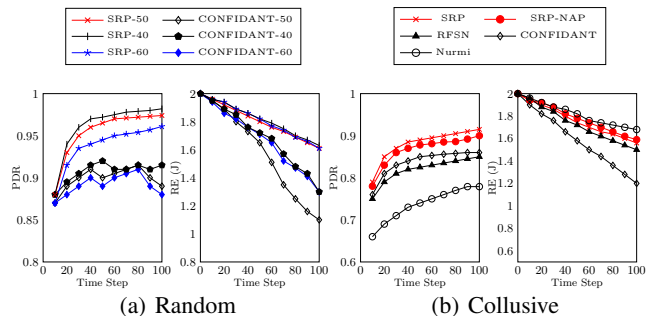 SRP-50 CONFIDANT-50
SRP-40 CONFIDANT-40
SRP-60 CONFIDANT-60
SRP SRP-NAP
RFSN CONFIDANT
Nurmi
PDR
1
0.95
0.9
0.85
0.8
0 20 40 60 80 100
Time Step
RE (J)
2
1.8
1.6
1.4
1.2
1
0.8
0 20 40 60 80 100
Time Step
(a) Random
PDR
1
0.9
0.8
0.7
0.6
0 20 40 60 80 100
Time Step
RE (J)
2
1.8
1.6
1.4
1.2
1
0.8
0.6
0 20 40 60 80 100
Time Step
(b) Collusive